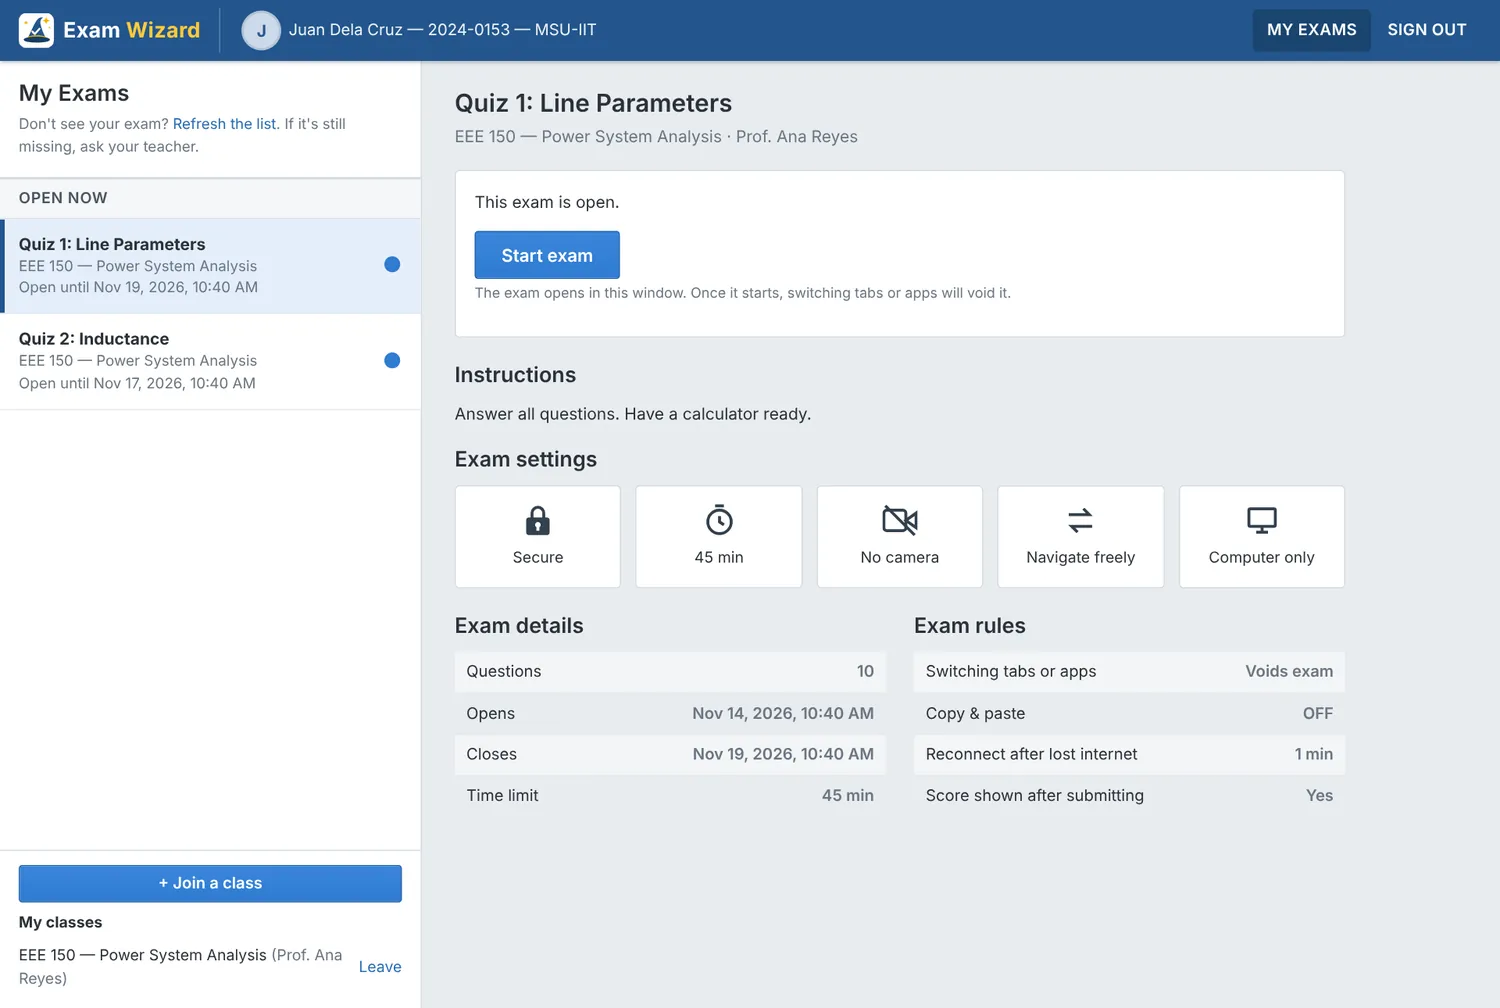 Exam Wizard
J
Juan Dela Cruz — 2024-0153 — MSU-IIT
MY EXAMS
SIGN OUT
My Exams
Don't see your exam? Refresh the list. If it's still
missing, ask your teacher.
OPEN NOW
Quiz 1: Line Parameters
EEE 150 — Power System Analysis
Open until Nov 19, 2026, 10:40 AM
Quiz 2: Inductance
EEE 150 — Power System Analysis
Open until Nov 17, 2026, 10:40 AM
+ Join a class
My classes
EEE 150 — Power System Analysis (Prof. Ana
Reyes)
Leave
Quiz 1: Line Parameters
EEE 150 — Power System Analysis · Prof. Ana Reyes
This exam is open.
Start exam
The exam opens in this window. Once it starts, switching tabs or apps will void it.
Instructions
Answer all questions. Have a calculator ready.
Exam settings
Secure
45 min
No camera
Navigate freely
Computer only
Exam details
Questions 10
Opens Nov 14, 2026, 10:40 AM
Closes Nov 19, 2026, 10:40 AM
Time limit 45 min
Exam rules
Switching tabs or apps Voids exam
Copy & paste OFF
Reconnect after lost internet 1 min
Score shown after submitting Yes